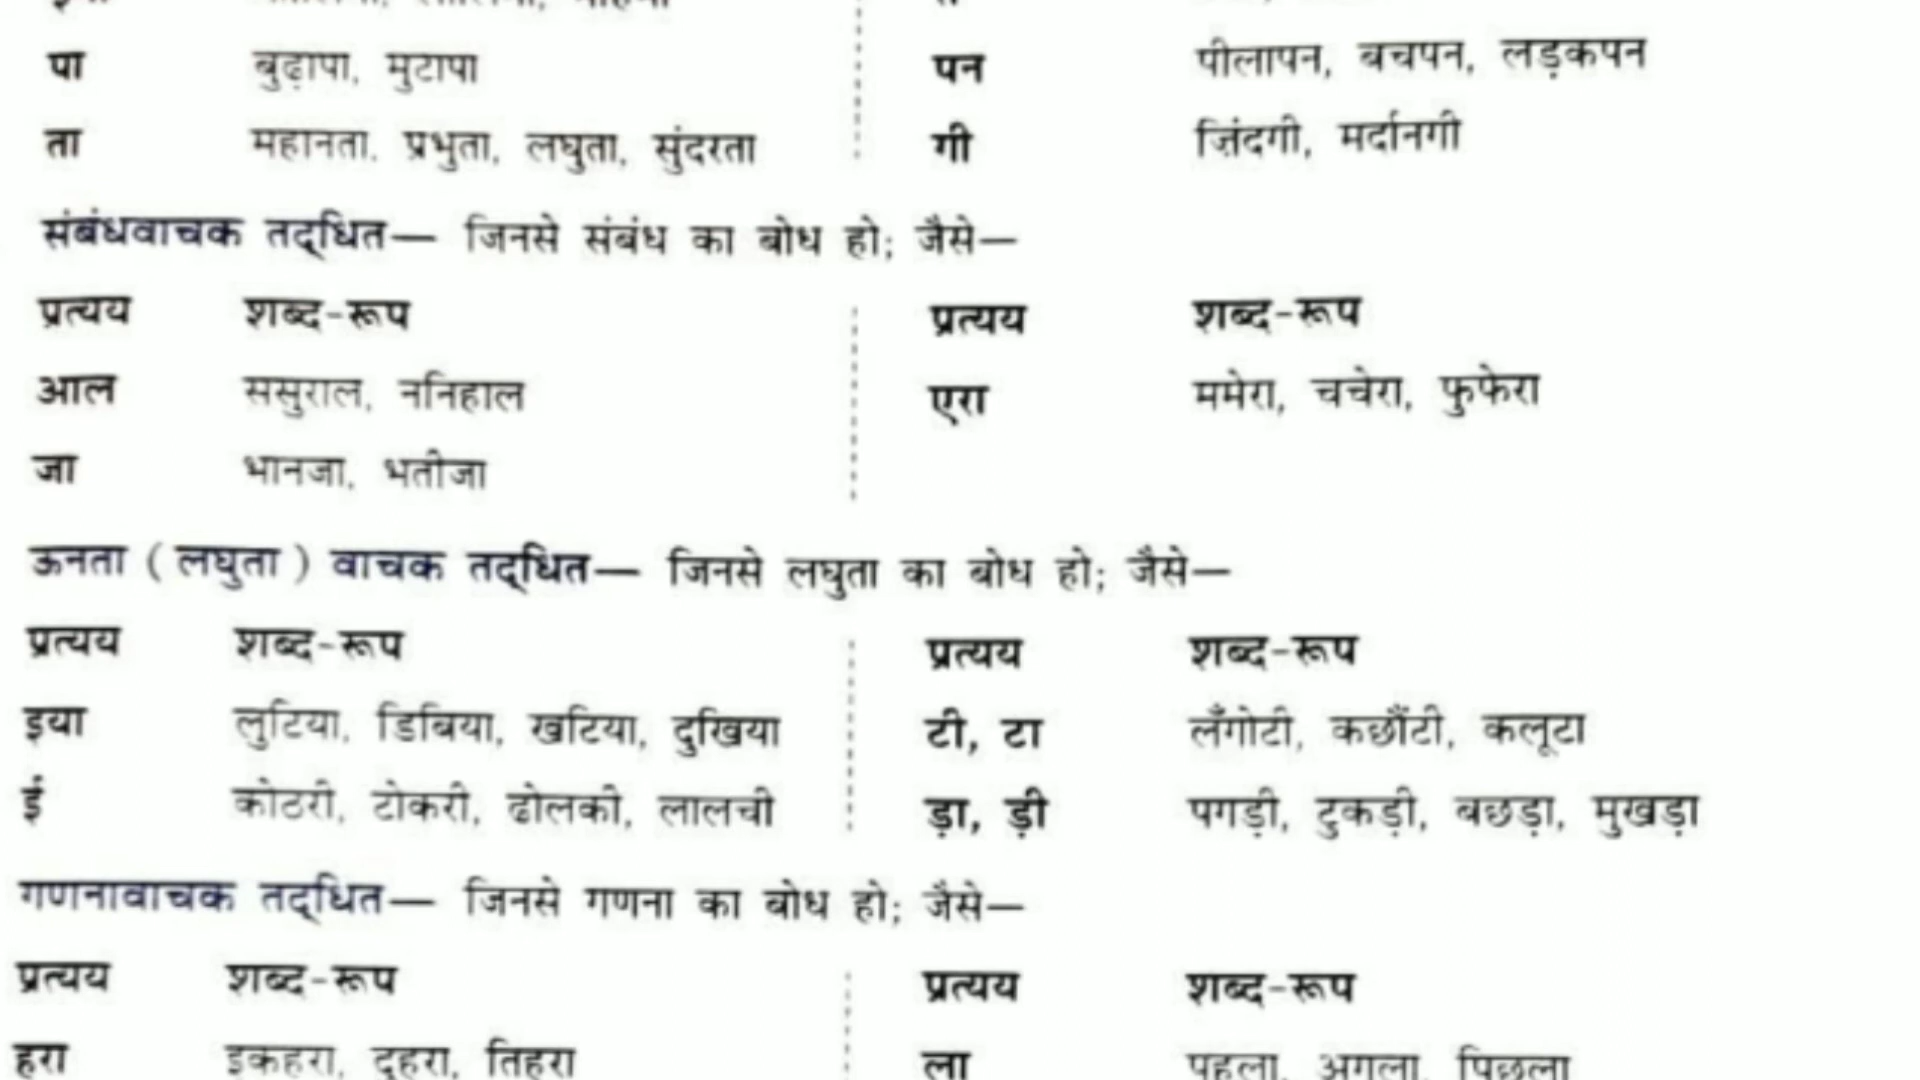 पा बुढ़ापा, मुटापा पन पीलापन, बचपन, लड़कपन
ता महानता, प्रभुता, लघुता, सुंदरता गी ज़िंदगी, मर्दानगी
संबंधवाचक तद्‌धित— जिनसे संबंध का बोध हो; जैसे—
प्रत्यय शब्द-रूप प्रत्यय शब्द-रूप
आल ससुराल, ननिहाल एरा ममेरा, चचेरा, फुफेरा
जा भानजा, भतीजा
ऊनता ( लघुता ) वाचक तद्‌धित— जिनसे लघुता का बोध हो; जैसे—
प्रत्यय शब्द-रूप प्रत्यय शब्द-रूप
इया लुटिया, डिबिया, खटिया, दुखिया टी, टा लँगोटी, कछौंटी, कलूटा
ई कोठरी, टोकरी, ढोलकी, लालची ड़ा, ड़ी पगड़ी, टुकड़ी, बछड़ा, मुखड़ा
गणनावाचक तद्‌धित— जिनसे गणना का बोध हो; जैसे—
प्रत्यय शब्द-रूप प्रत्यय शब्द-रूप
हरा इकहरा, दुहरा, तिहरा ला पहला, अगला, पिछला